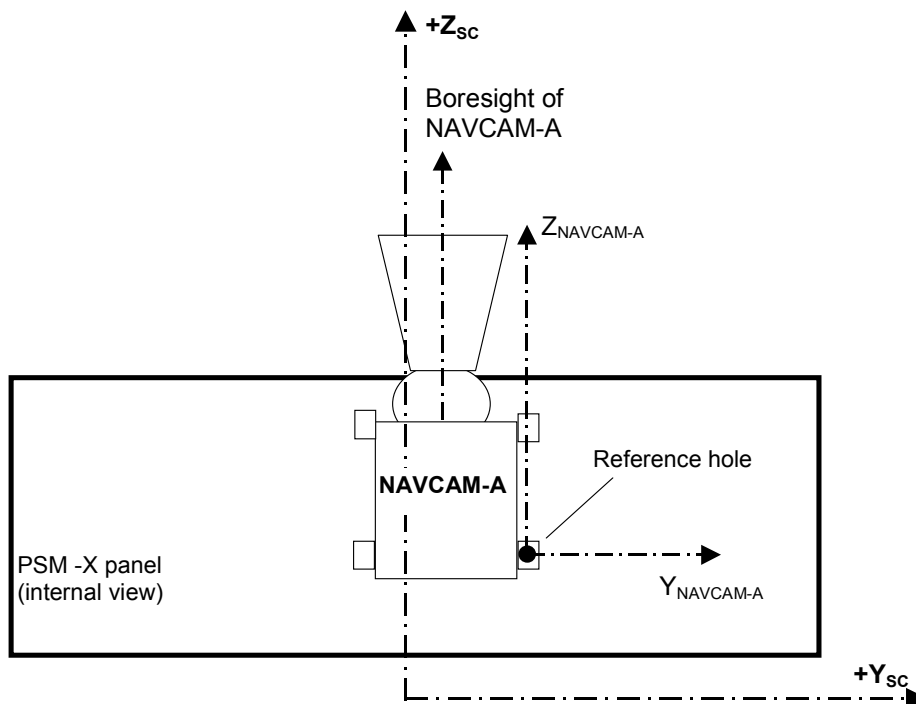 +Z_SC
Boresight of
NAVCAM-A
Z_NAVCAM-A
Reference hole
NAVCAM-A
PSM -X panel
(internal view)
Y_NAVCAM-A
+Y_SC